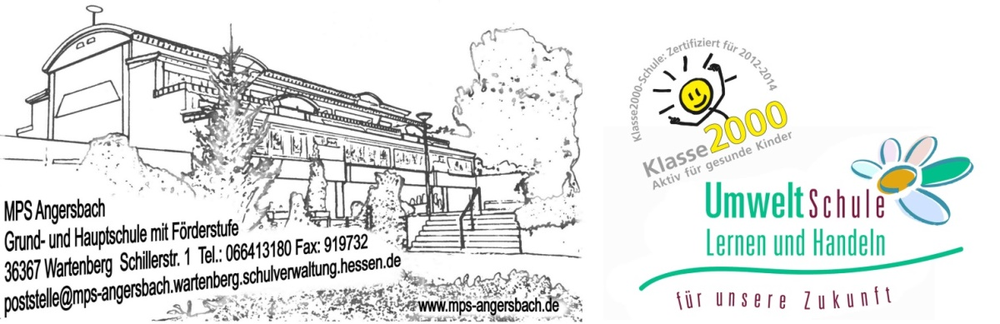 MPS Angersbach
Grund- und Hauptschule mit Förderstufe
36367 Wartenberg Schillerstr. 1 Tel.: 066413180 Fax: 919732
poststelle@mps-angersbach.wartenberg.schulverwaltung.hessen.de
www.mps-angersbach.de
Klasse2000-Schule: Zertifiziert für 2012-2014
Klasse2000
Aktiv für gesunde Kinder
UmweltSchule
Lernen und Handeln
für unsere Zukunft